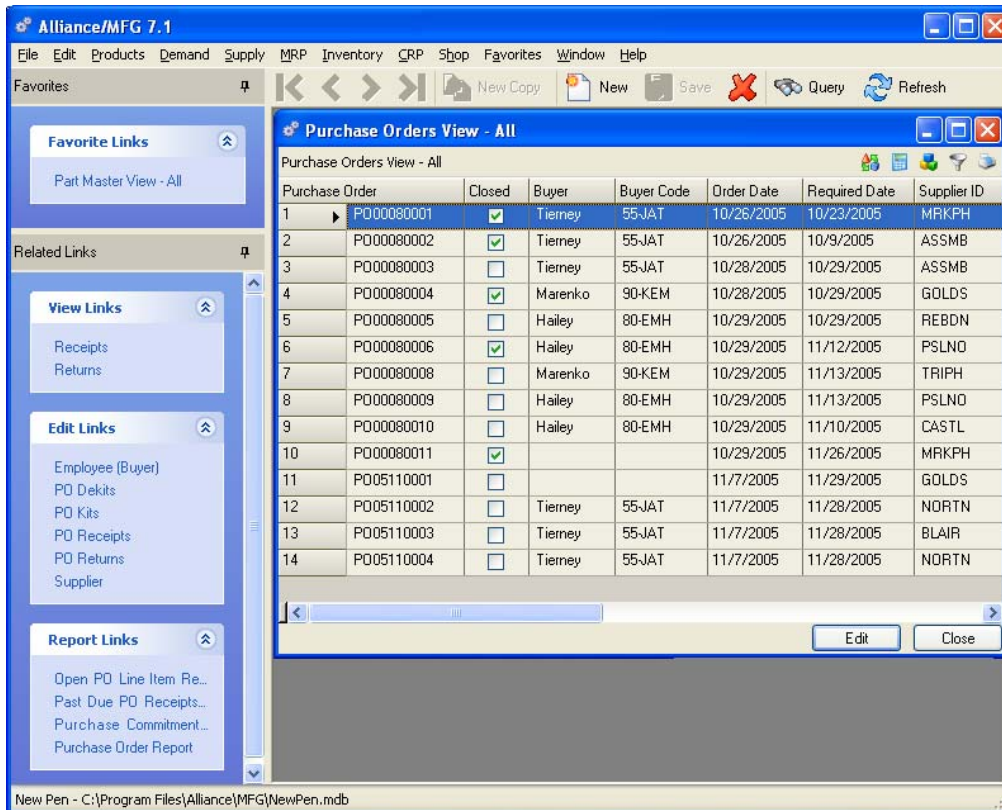 Alliance/MFG 7.1
File Edit Products Demand Supply MRP Inventory CRP Shop Favorites Window Help
Favorites
New Copy New Save Query Refresh
Favorite Links
Part Master View - All
Related Links
View Links
Receipts
Returns
Edit Links
Employee (Buyer)
PO Dekits
PO Kits
PO Receipts
PO Returns
Supplier
Report Links
Open PO Line Item Re...
Past Due PO Receipts...
Purchase Commitment...
Purchase Order Report
Purchase Orders View - All
Purchase Orders View - All
Purchase Order Closed Buyer Buyer Code Order Date Required Date Supplier ID
1 PO00080001 Tierney 55-JAT 10/26/2005 10/23/2005 MRKPH
2 PO00080002 Tierney 55-JAT 10/26/2005 10/9/2005 ASSMB
3 PO00080003 Tierney 55-JAT 10/28/2005 10/29/2005 ASSMB
4 PO00080004 Marenko 90-KEM 10/28/2005 10/29/2005 GOLDS
5 PO00080005 Hailey 80-EMH 10/29/2005 10/29/2005 REBDN
6 PO00080006 Hailey 80-EMH 10/29/2005 11/12/2005 PSLNO
7 PO00080008 Marenko 90-KEM 10/29/2005 11/13/2005 TRIPH
8 PO00080009 Hailey 80-EMH 10/29/2005 11/13/2005 PSLNO
9 PO00080010 Hailey 80-EMH 10/29/2005 11/10/2005 CASTL
10 PO00080011 10/29/2005 11/26/2005 MRKPH
11 PO05110001 11/7/2005 11/29/2005 GOLDS
12 PO05110002 Tierney 55-JAT 11/7/2005 11/28/2005 NORTN
13 PO05110003 Tierney 55-JAT 11/7/2005 11/28/2005 BLAIR
14 PO05110004 Tierney 55-JAT 11/7/2005 11/28/2005 NORTN
Edit Close
New Pen - C:\Program Files\Alliance\MFG\NewPen.mdb